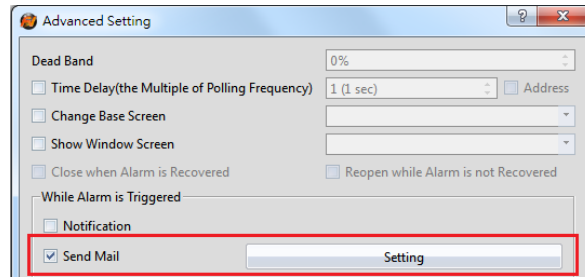 Advanced Setting
Dead Band 0%
Time Delay(the Multiple of Polling Frequency) 1 (1 sec) Address
Change Base Screen
Show Window Screen
Close when Alarm is Recovered Reopen while Alarm is not Recovered
While Alarm is Triggered
Notification
Send Mail Setting